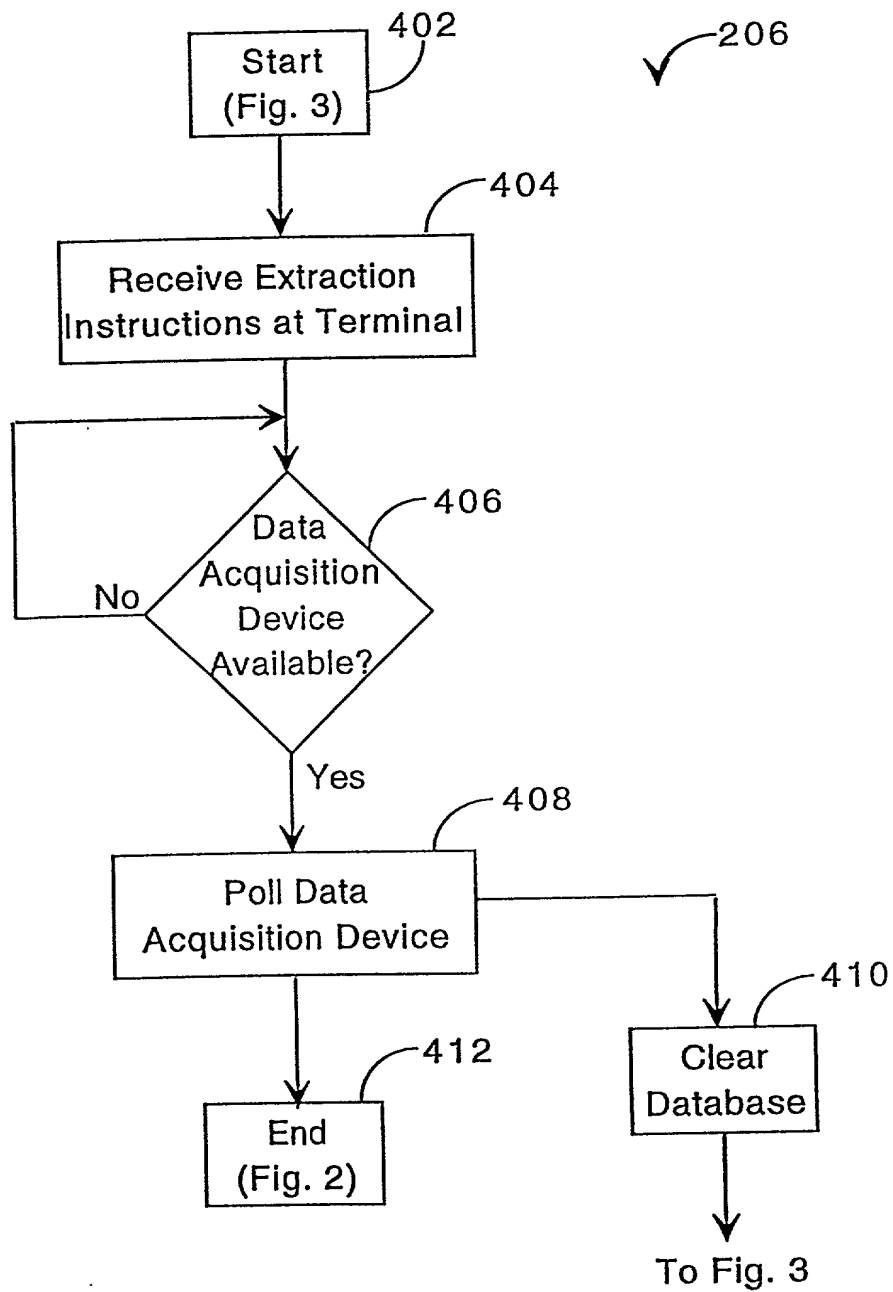 402
206
Start
(Fig. 3)
404
Receive Extraction
Instructions at Terminal
406
Data
Acquisition
Device
Available?
No
Yes
408
Poll Data
Acquisition Device
410
Clear
Database
412
End
(Fig. 2)
To Fig. 3